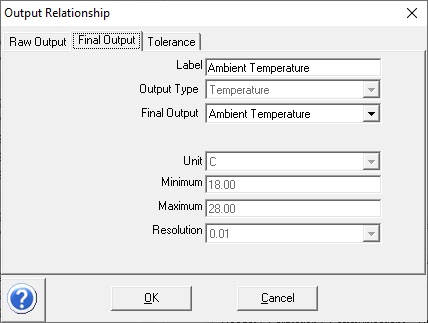 Output Relationship
Raw Output Final Output Tolerance
Label Ambient Temperature
Output Type Temperature
Final Output Ambient Temperature
Unit C
Minimum 18.00
Maximum 28.00
Resolution 0.01
? OK Cancel